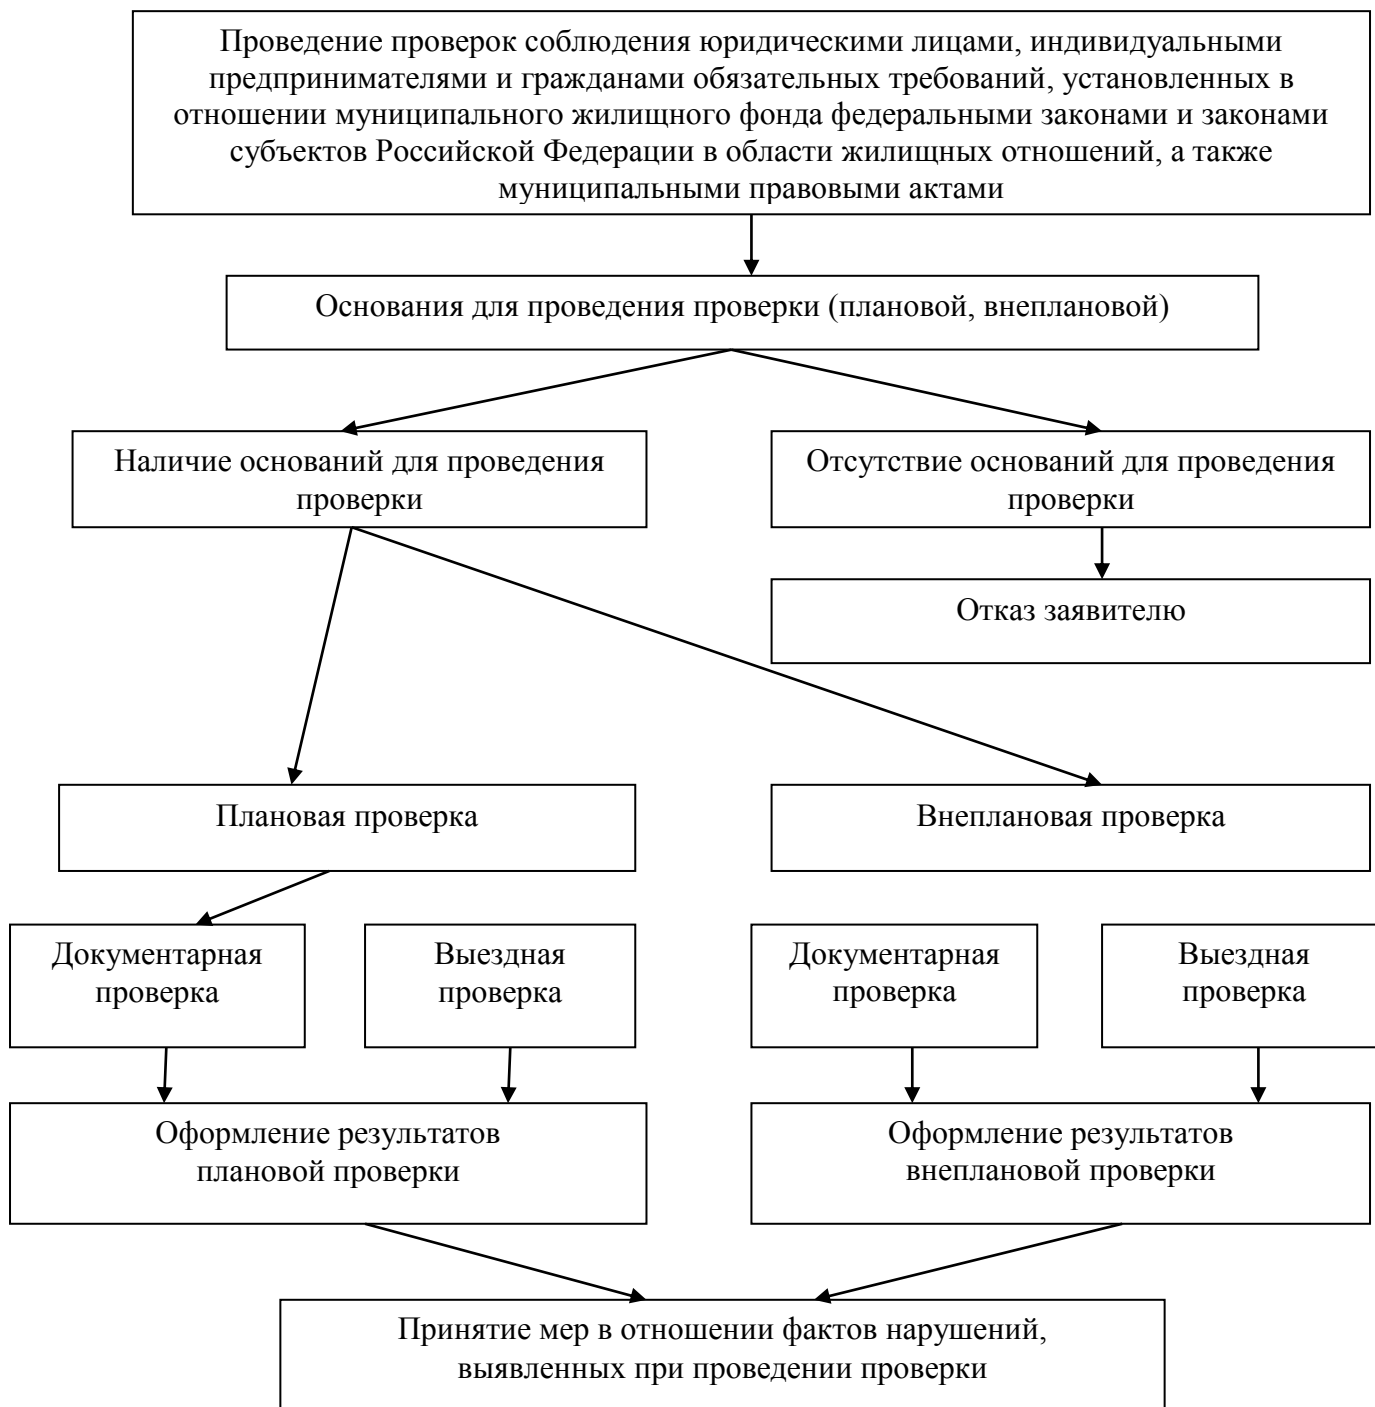 Проведение проверок соблюдения юридическими лицами, индивидуальными
предпринимателями и гражданами обязательных требований, установленных в
отношении муниципального жилищного фонда федеральными законами и законами
субъектов Российской Федерации в области жилищных отношений, а также
муниципальными правовыми актами
Основания для проведения проверки (плановой, внеплановой)
Наличие оснований для проведения
проверки
Отсутствие оснований для проведения
проверки
Отказ заявителю
Плановая проверка
Внеплановая проверка
Документарная
проверка
Выездная
проверка
Документарная
проверка
Выездная
проверка
Оформление результатов
плановой проверки
Оформление результатов
внеплановой проверки
Принятие мер в отношении фактов нарушений,
выявленных при проведении проверки